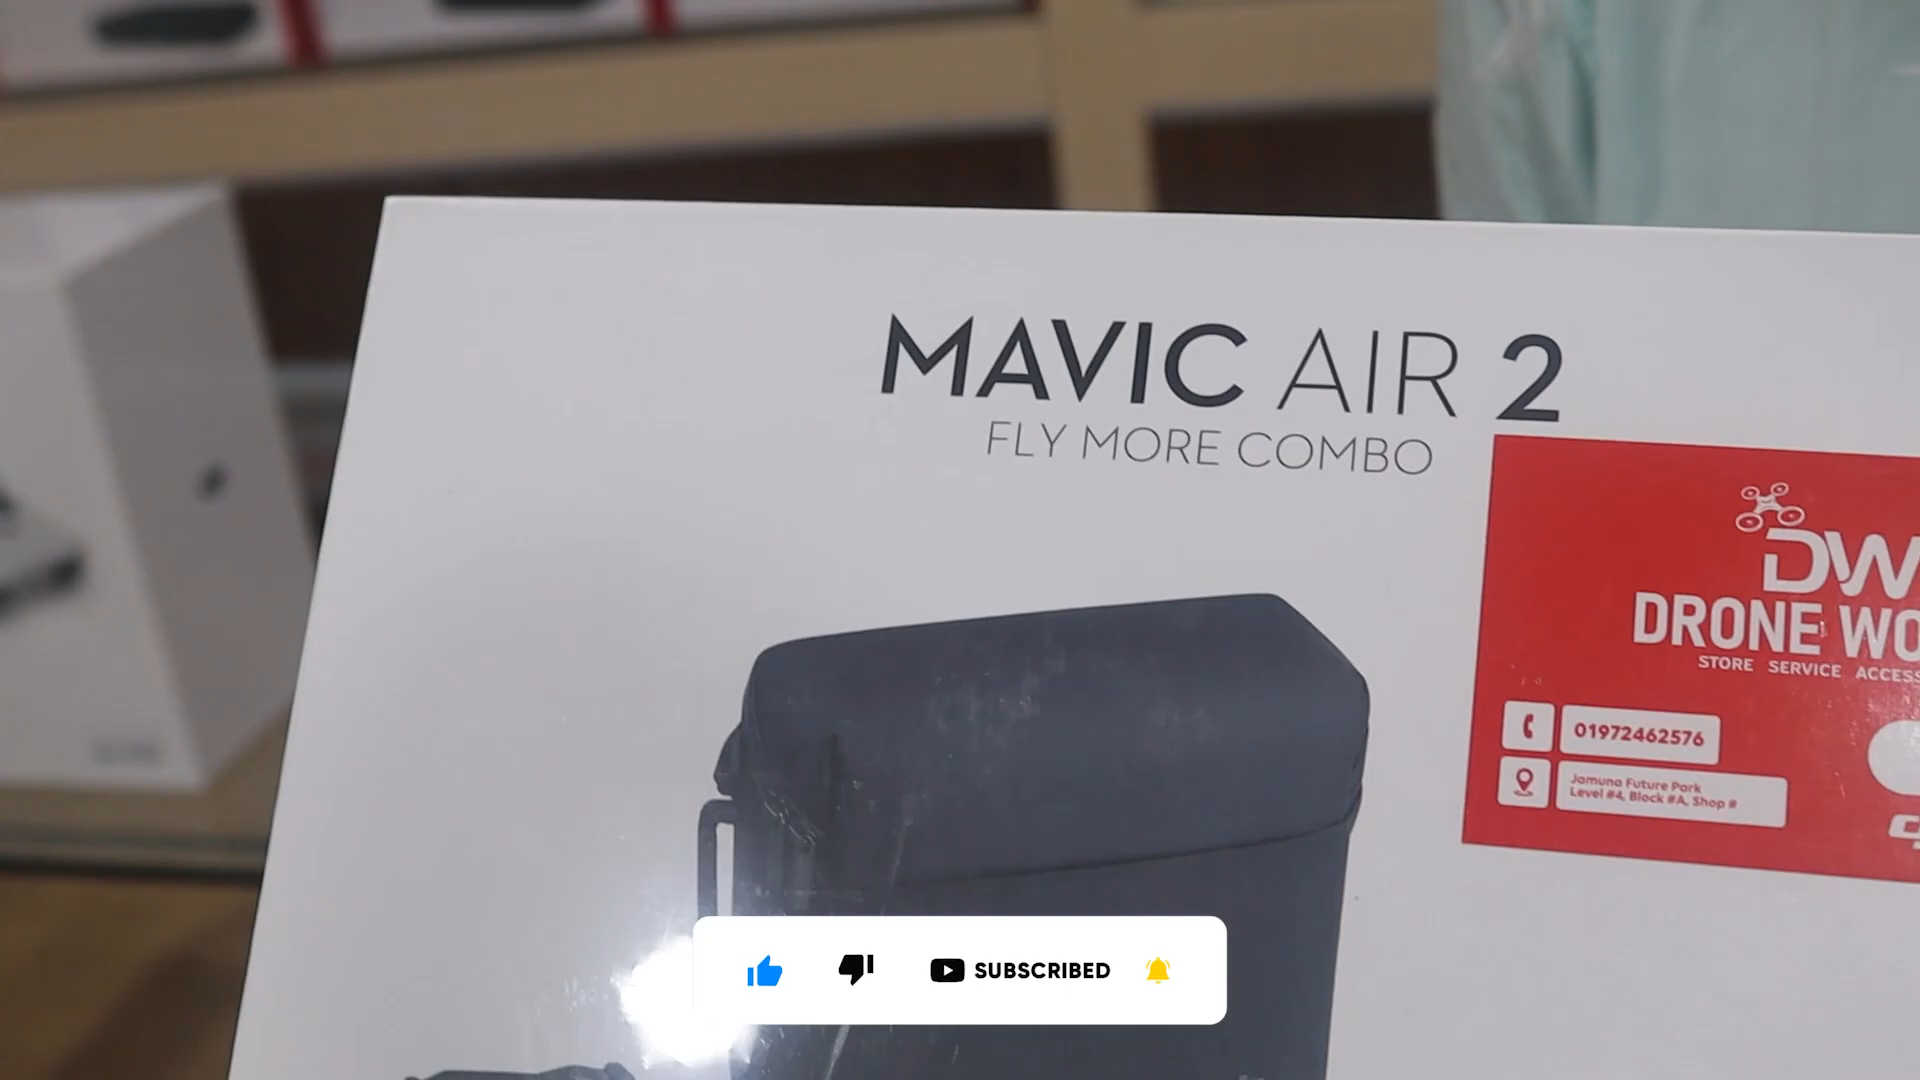 MAVIC AIR 2
FLY MORE COMBO
DW
DRONE WO
STORE SERVICE ACCESS
01972462576
Jamuna Future Park
Level #4, Block #A, Shop #
SUBSCRIBED